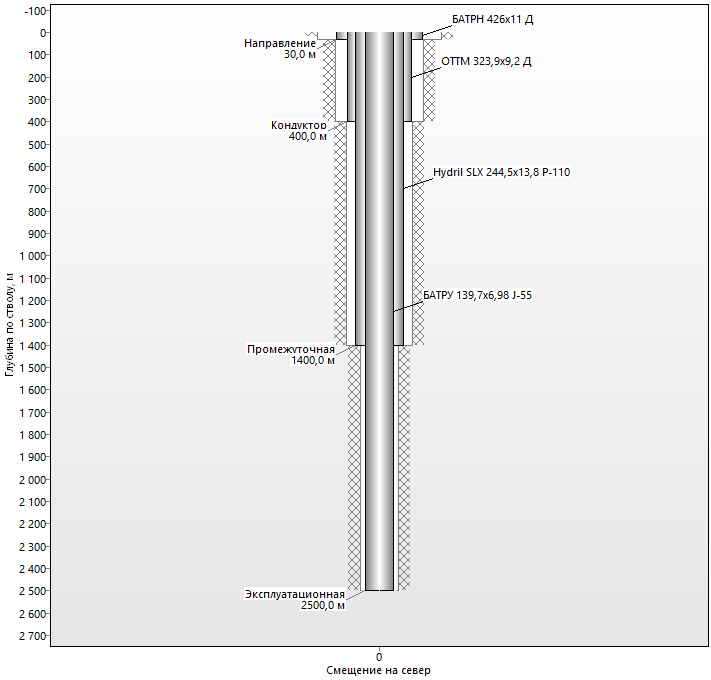 -100
0
100
200
300
400
500
600
700
800
900
1 000
1 100
1 200
1 300
1 400
1 500
1 600
1 700
1 800
1 900
2 000
2 100
2 200
2 300
2 400
2 500
2 600
2 700
Глубина по стволу, м
БАТРН 426x11 Д
Направление
30,0 м
ОТТМ 323,9x9,2 Д
Кондуктор
400,0 м
Hydril SLX 244,5x13,8 P-110
БАТРУ 139,7x6,98 J-55
Промежуточная
1400,0 м
Эксплуатационная
2500,0 м
0
Смещение на север